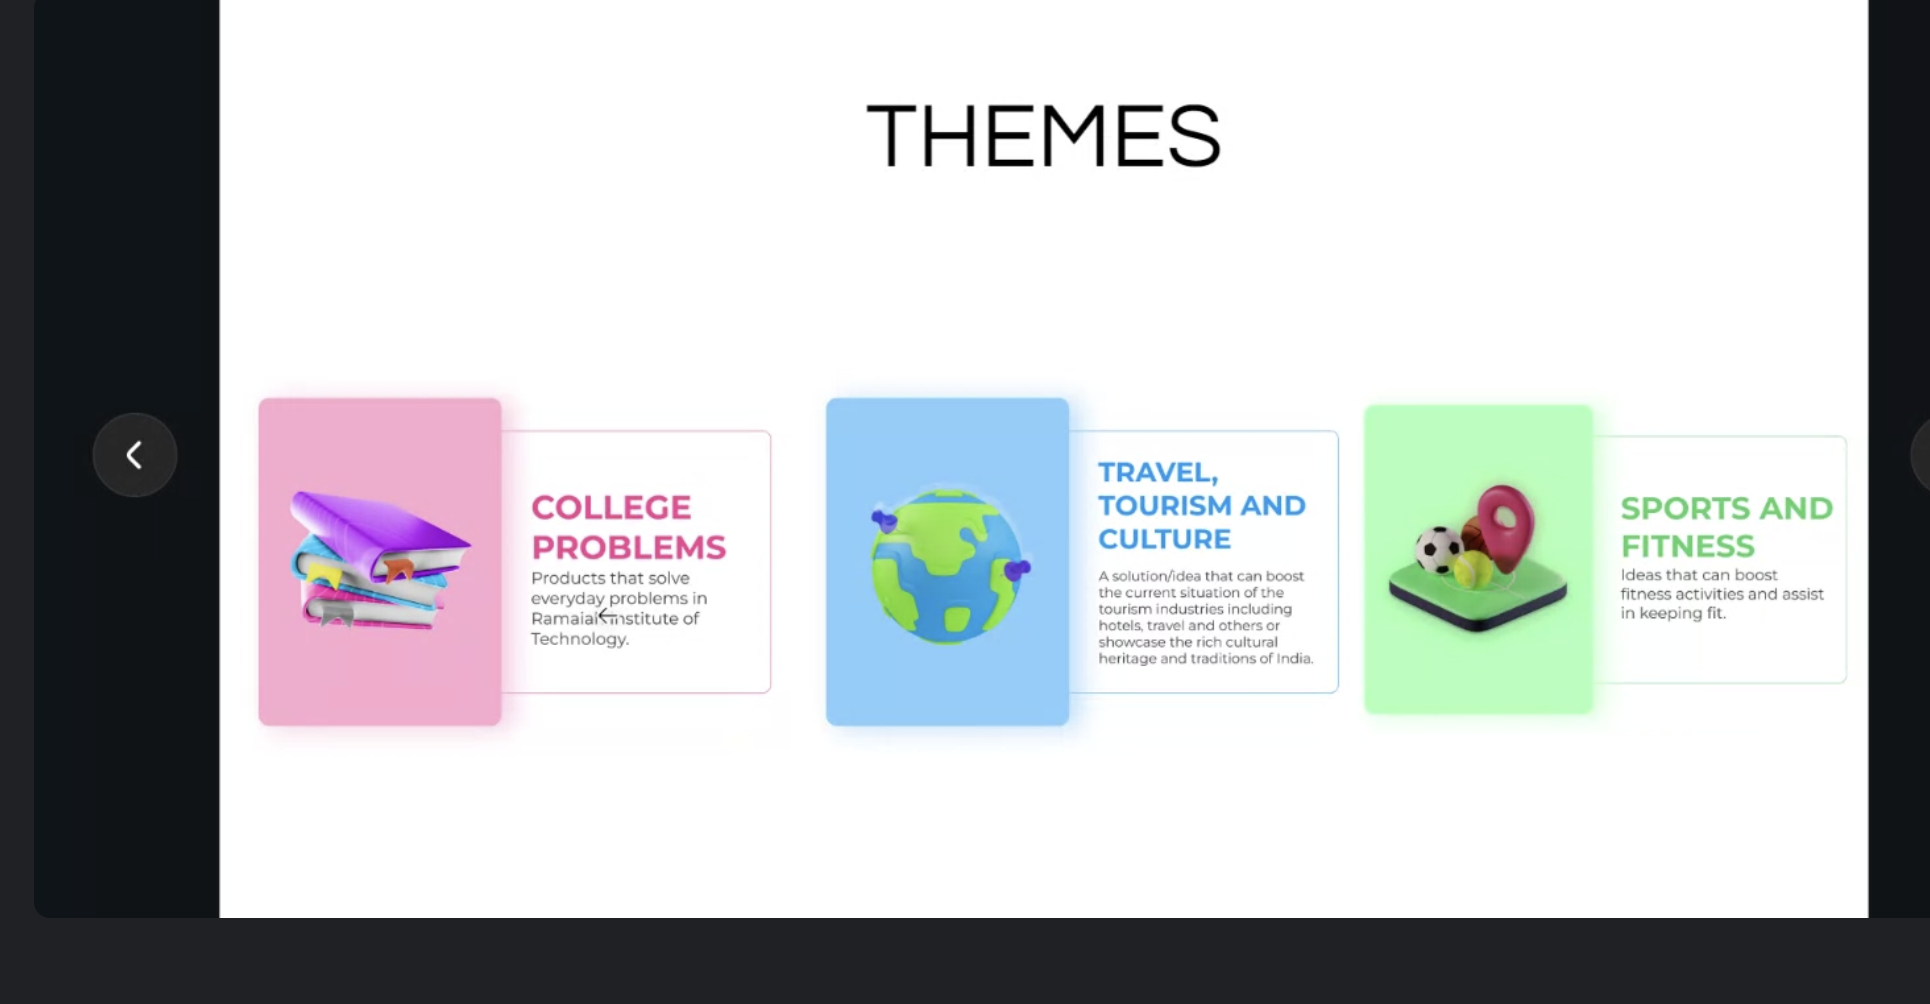 THEMES
COLLEGE
PROBLEMS
Products that solve
everyday problems in
Institute of
Technology.
TRAVEL,
TOURISM AND
CULTURE
A solution/idea that can boost
the current situation of the
tourism industries including
hotels, travel and others or
showcase the rich cultural
heritage and traditions of India.
SPORTS AND
FITNESS
Ideas that can boost
fitness activities and assist
in keeping fit.